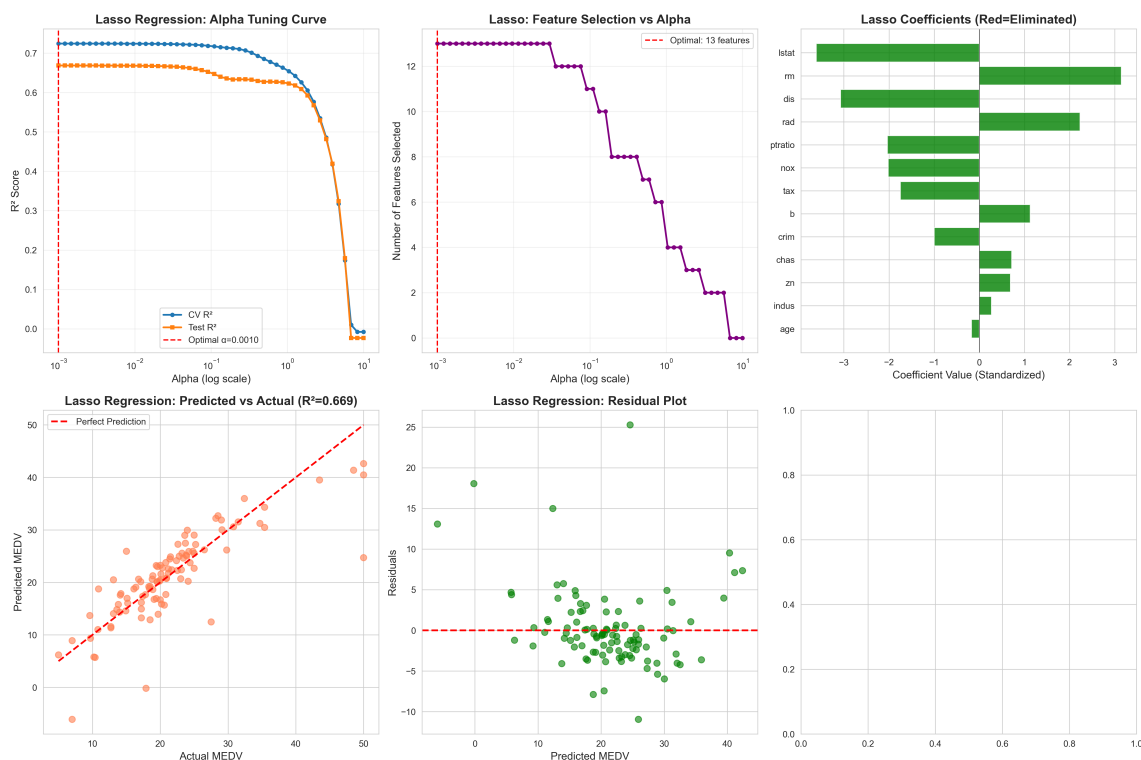 Lasso Regression: Alpha Tuning Curve
R² Score
0.7
0.6
0.5
0.4
0.3
0.2
0.1
0.0
CV R²
Test R²
Optimal α=0.0010
10⁻³
10⁻²
10⁻¹
10⁰
10¹
Alpha (log scale)
Lasso: Feature Selection vs Alpha
Optimal: 13 features
Number of Features Selected
12
10
8
6
4
2
0
10⁻³
10⁻²
10⁻¹
10⁰
10¹
Alpha (log scale)
Lasso Coefficients (Red=Eliminated)
lstat
rm
dis
rad
ptratio
nox
tax
b
crim
chas
zn
indus
age
−3
−2
−1
0
1
2
3
Coefficient Value (Standardized)
Lasso Regression: Predicted vs Actual (R²=0.669)
Perfect Prediction
Predicted MEDV
50
40
30
20
10
0
10
20
30
40
50
Actual MEDV
Lasso Regression: Residual Plot
Residuals
25
20
15
10
5
0
−5
−10
0
10
20
30
40
Predicted MEDV
1.0
0.8
0.6
0.4
0.2
0.0
0.0
0.2
0.4
0.6
0.8
1.0